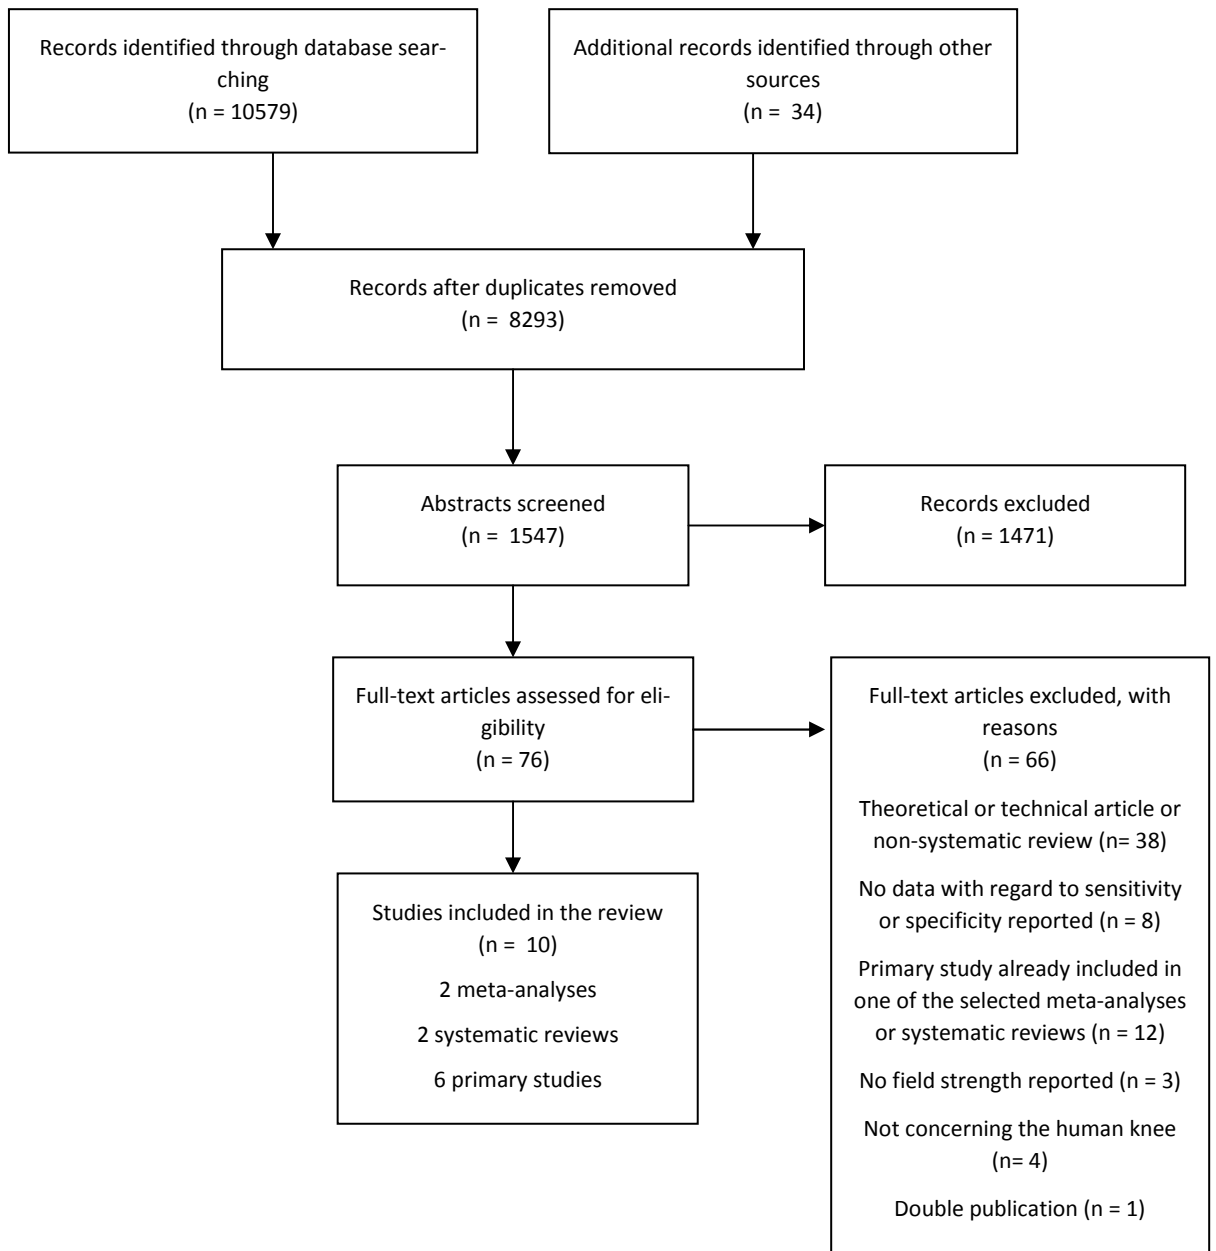 Records identified through database sear-
ching
(n = 10579)
Additional records identified through other
sources
(n = 34)
Records after duplicates removed
(n = 8293)
Abstracts screened
(n = 1547)
Records excluded
(n = 1471)
Full-text articles assessed for eli-
gibility
(n = 76)
Full-text articles excluded, with
reasons
(n = 66)
Theoretical or technical article or
non-systematic review (n= 38)
No data with regard to sensitivity
or specificity reported (n = 8)
Primary study already included in
one of the selected meta-analyses
or systematic reviews (n = 12)
No field strength reported (n = 3)
Not concerning the human knee
(n= 4)
Double publication (n = 1)
Studies included in the review
(n = 10)
2 meta-analyses
2 systematic reviews
6 primary studies